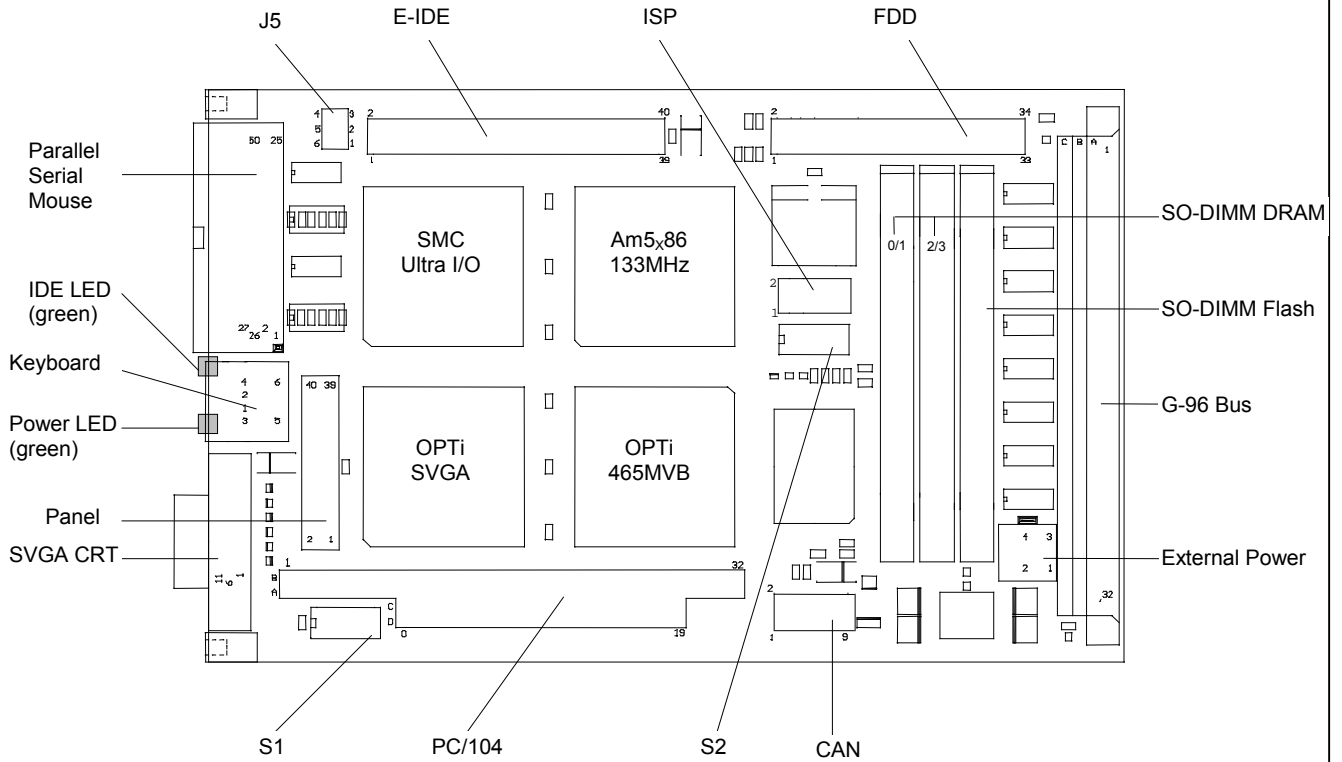 J5
E-IDE
ISP
FDD
4 3
5 2
6 1
2 40
1 39
2 34
1 33
50 25
C B A 1
Parallel
Serial
Mouse
SMC
Ultra I/O
Am5x86
133MHz
0/1
2/3
SO-DIMM DRAM
2
1
SO-DIMM Flash
IDE LED
(green)
27 26 2 1
Keyboard
4 6
2
1
3 5
40 39
G-96 Bus
Power LED
(green)
OPTi
SVGA
OPTi
465MVB
Panel
2 1
SVGA CRT
11 6 1
4 3
2 1
External Power
1 32
B
A
C
D
0 19
2
1 9
32
S1
PC/104
S2
CAN